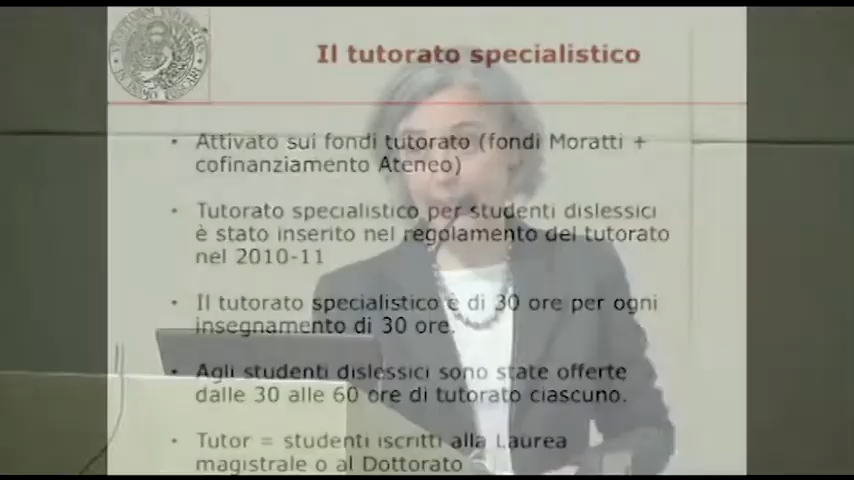 Il tutorato specialistico
• Attivato sui fondi tutorato (fondi Moratti +
cofinanziamento Ateneo)
• Tutorato specialistico per studenti dislessici
è stato inserito nel regolamento del tutorato
nel 2010-11
• Il tutorato specialistico è di 30 ore per ogni
insegnamento di 30 ore.
• Agli studenti dislessici sono state offerte
dalle 30 alle 60 ore di tutorato ciascuno.
• Tutor = studenti iscritti alla Laurea
magistrale o al Dottorato